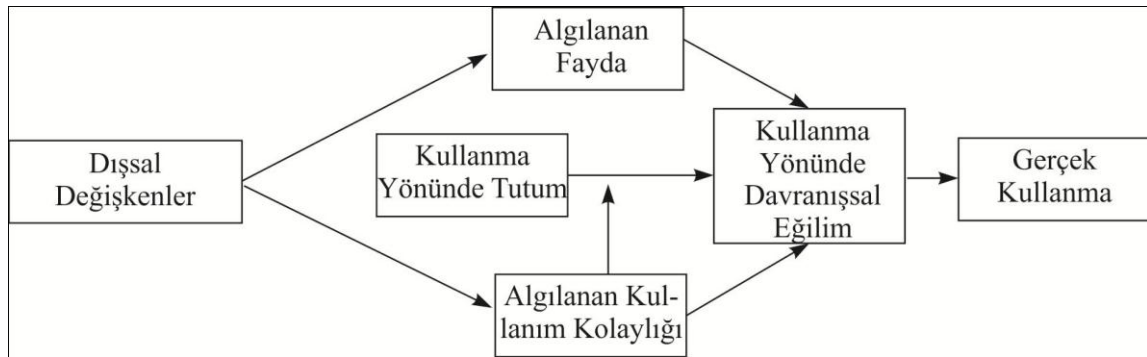 Algılanan
Fayda
Dışsal
Değişkenler
Kullanma
Yönünde Tutum
Kullanma
Yönünde
Davranışsal
Eğilim
Gerçek
Kullanma
Algılanan Kul-
lanım Kolaylığı